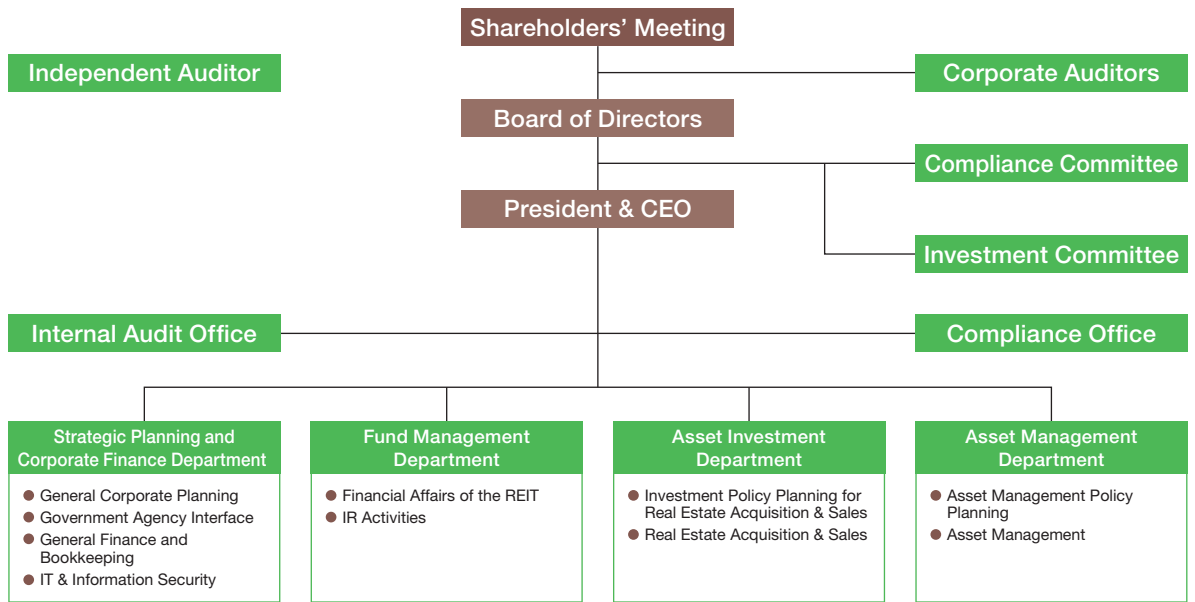 Shareholders’ Meeting
Independent Auditor
Corporate Auditors
Board of Directors
Compliance Committee
President & CEO
Investment Committee
Internal Audit Office
Compliance Office
Strategic Planning and
Corporate Finance Department
General Corporate Planning
Government Agency Interface
General Finance and
Bookkeeping
IT & Information Security
Fund Management
Department
Financial Affairs of the REIT
IR Activities
Asset Investment
Department
Investment Policy Planning for
Real Estate Acquisition & Sales
Real Estate Acquisition & Sales
Asset Management
Department
Asset Management Policy
Planning
Asset Management